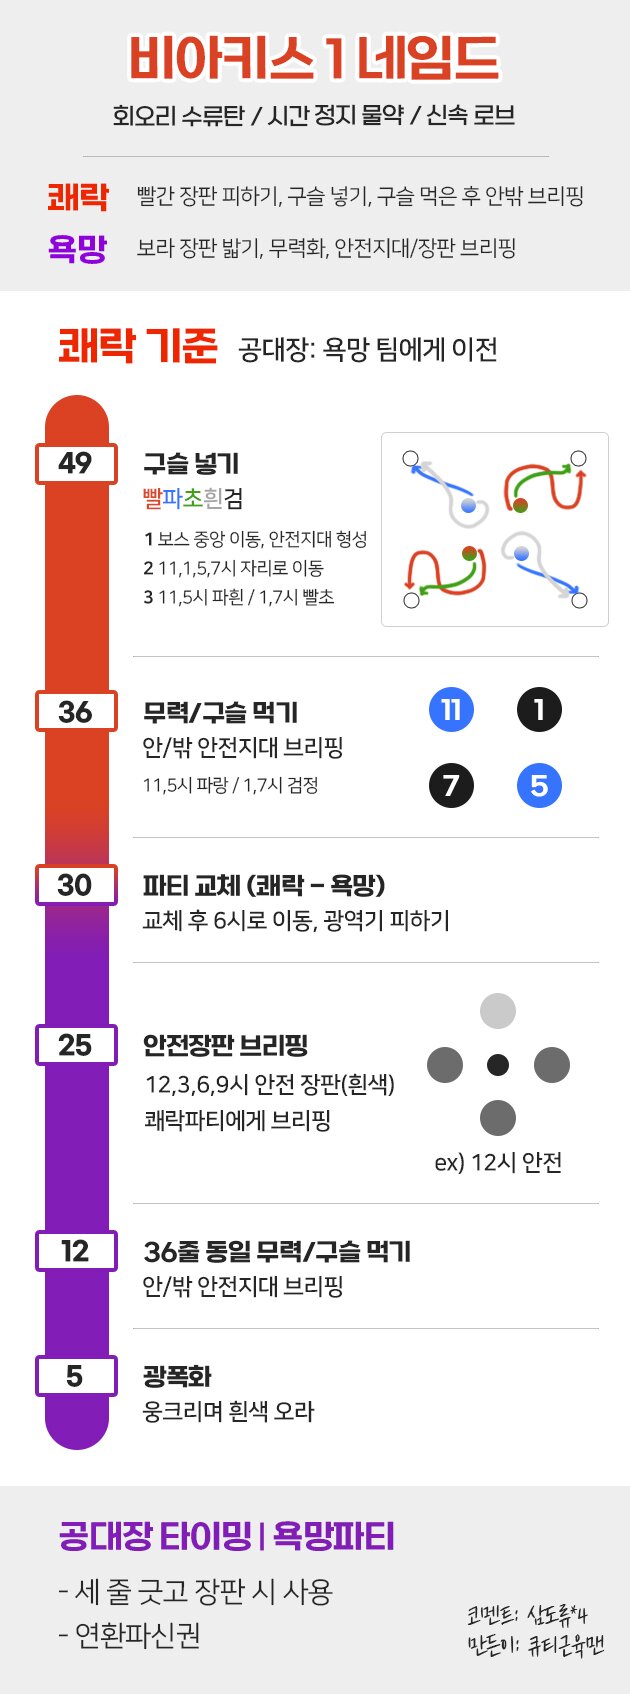 비아키스 1 네임드
회오리 수류탄 / 시간 정지 물약 / 신속 로브
쾌락 빨간 장판 피하기, 구슬 넣기, 구슬 먹은 후 안밖 브리핑
욕망 보라 장판 밟기, 무력화, 안전지대/장판 브리핑
쾌락 기준 공대장: 욕망 팀에게 이전
49 구슬 넣기
빨파초흰검
1 보스 중앙 이동, 안전지대 형성
2 11,1,5,7시 자리로 이동
3 11,5시 파흰 / 1,7시 빨초
36 무력/구슬 먹기
안/밖 안전지대 브리핑
11,5시 파랑 / 1,7시 검정
11 1
7 5
30 파티 교체 (쾌락 – 욕망)
교체 후 6시로 이동, 광역기 피하기
25 안전장판 브리핑
12,3,6,9시 안전 장판(흰색)
쾌락파티에게 브리핑
ex) 12시 안전
12 36줄 동일 무력/구슬 먹기
안/밖 안전지대 브리핑
5 광폭화
웅크리며 흰색 오라
공대장 타이밍 | 욕망파티
- 세 줄 긋고 장판 시 사용
- 연환파신권
코멘트: 삼도류*4
만든이: 큐티근육맨